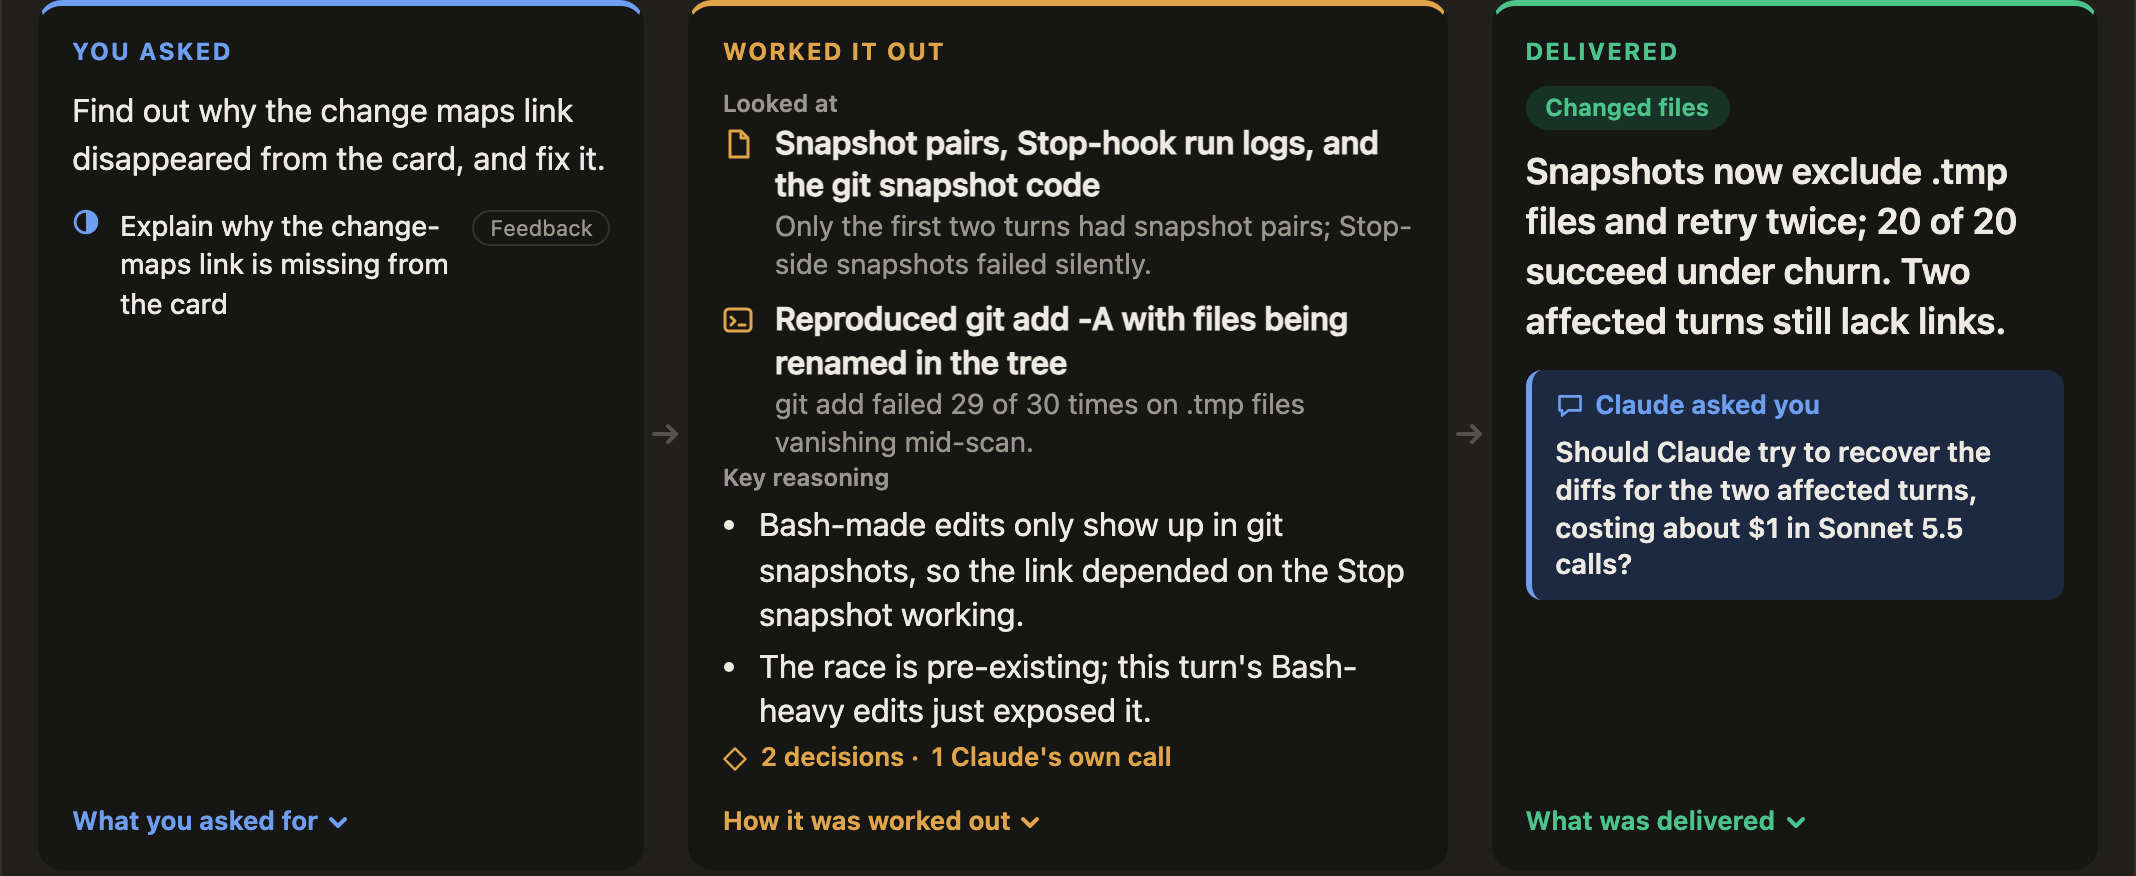 YOU ASKED
Find out why the change maps link
disappeared from the card, and fix it.
Explain why the change-
maps link is missing from
the card
Feedback
What you asked for
WORKED IT OUT
Looked at
Snapshot pairs, Stop-hook run logs, and
the git snapshot code
Only the first two turns had snapshot pairs; Stop-
side snapshots failed silently.
Reproduced git add -A with files being
renamed in the tree
git add failed 29 of 30 times on .tmp files
vanishing mid-scan.
Key reasoning
• Bash-made edits only show up in git
snapshots, so the link depended on the Stop
snapshot working.
• The race is pre-existing; this turn's Bash-
heavy edits just exposed it.
2 decisions · 1 Claude's own call
How it was worked out
DELIVERED
Changed files
Snapshots now exclude .tmp
files and retry twice; 20 of 20
succeed under churn. Two
affected turns still lack links.
Claude asked you
Should Claude try to recover the
diffs for the two affected turns,
costing about $1 in Sonnet 5.5
calls?
What was delivered